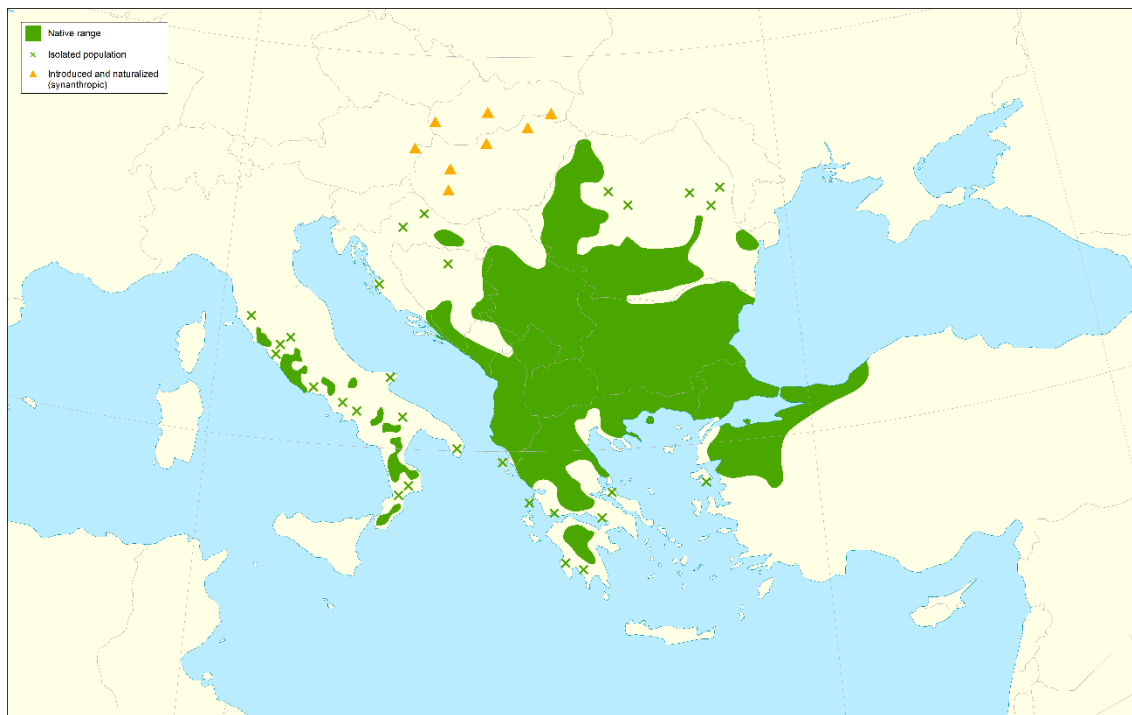 Native range
Isolated population
Introduced and naturalized
(synanthropic)